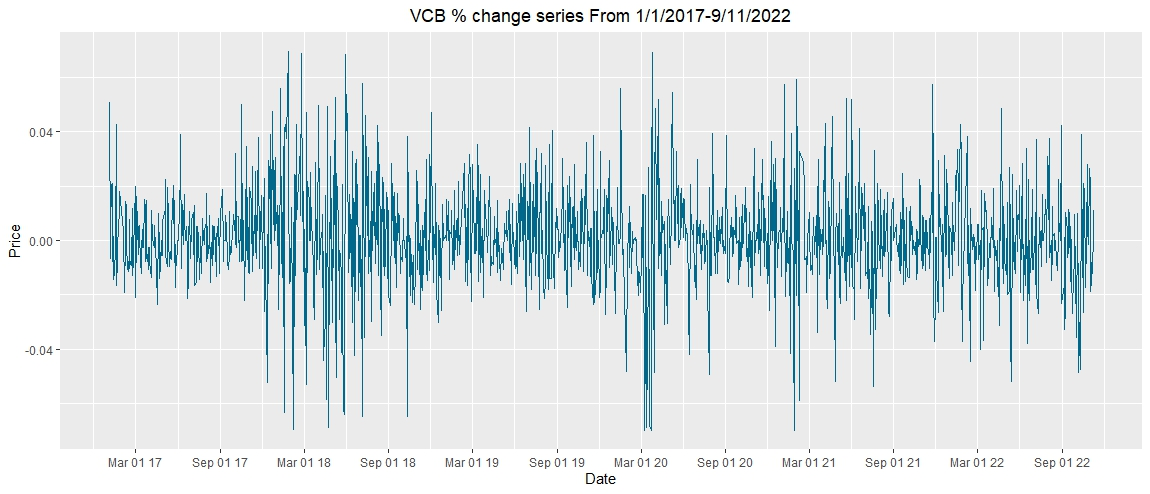 VCB % change series From 1/1/2017-9/11/2022
Price
0.04
0.00
-0.04
Mar 01 17 Sep 01 17 Mar 01 18 Sep 01 18 Mar 01 19 Sep 01 19 Mar 01 20 Sep 01 20 Mar 01 21 Sep 01 21 Mar 01 22 Sep 01 22
Date